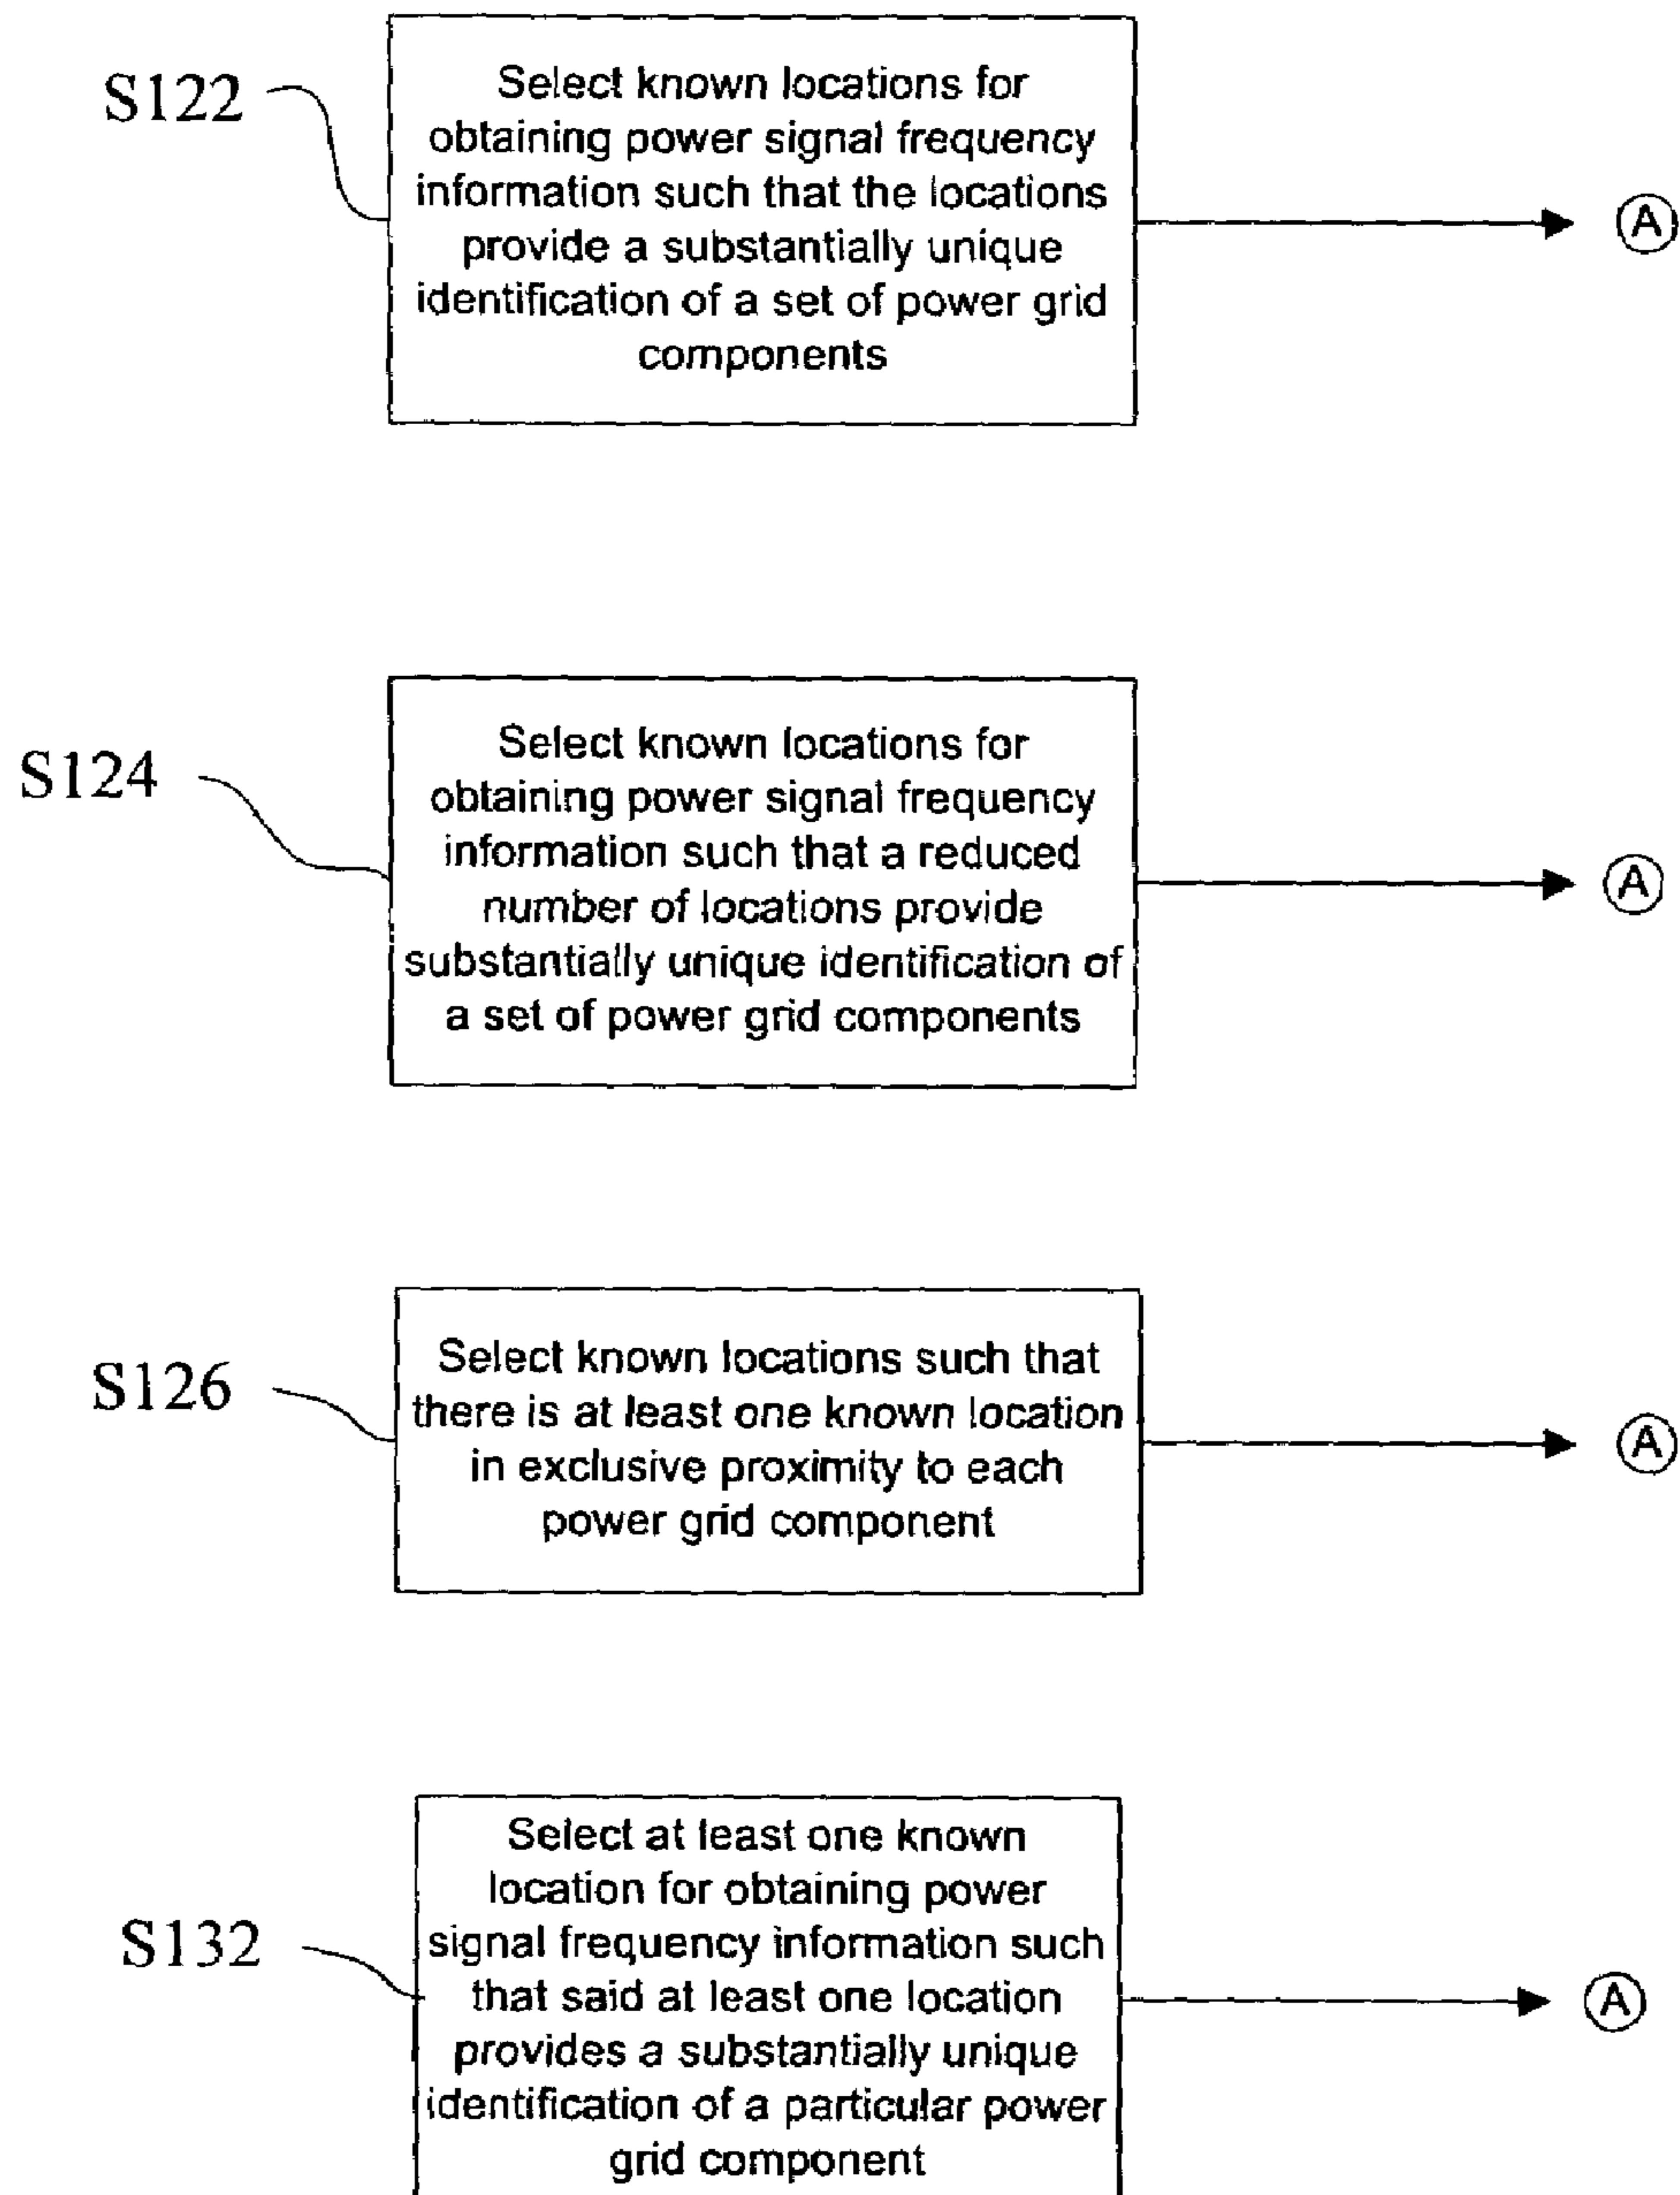 S122
Select known locations for
obtaining power signal frequency
information such that the locations
provide a substantially unique
identification of a set of power grid
components
A
S124
Select known locations for
obtaining power signal frequency
information such that a reduced
number of locations provide
substantially unique identification of
a set of power grid components
A
S126
Select known locations such that
there is at least one known location
in exclusive proximity to each
power grid component
A
S132
Select at least one known
location for obtaining power
signal frequency information such
that said at least one location
provides a substantially unique
identification of a particular power
grid component
A